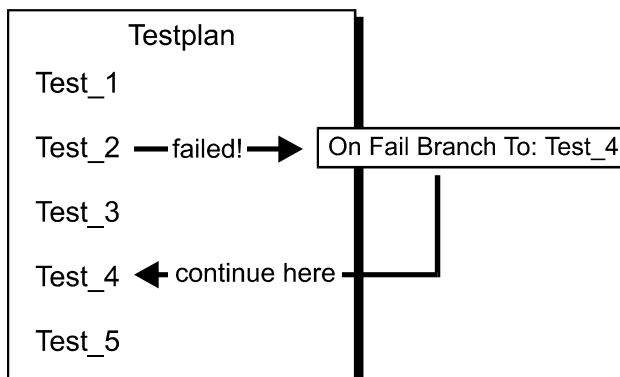 Testplan
Test_1
Test_2 failed! On Fail Branch To: Test_4
Test_3
Test_4 continue here
Test_5